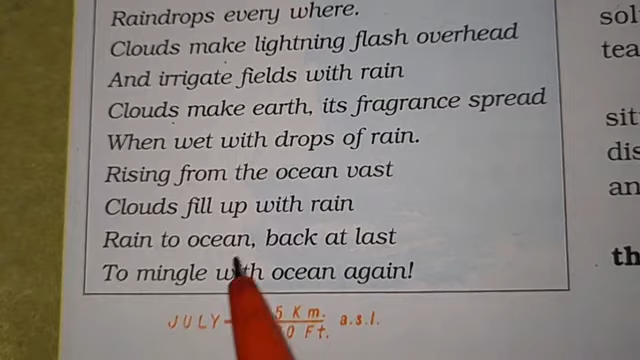 Raindrops every where.
Clouds make lightning flash overhead
And irrigate fields with rain
Clouds make earth, its fragrance spread
When wet with drops of rain.
Rising from the ocean vast
Clouds fill up with rain
Rain to ocean, back at last
To mingle with ocean again!
JULY
5 Km.
Ft. a.s.l.
sol
tea
sit
dis
an
th